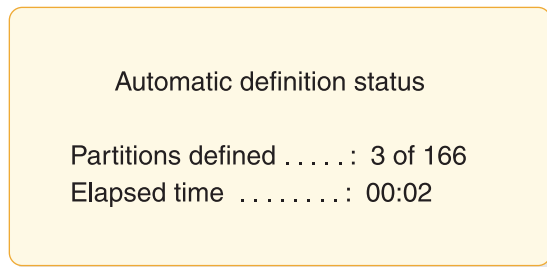 Automatic definition status
Partitions defined . . . . . :  3 of 166
Elapsed time  . . . . . . . . :  00:02